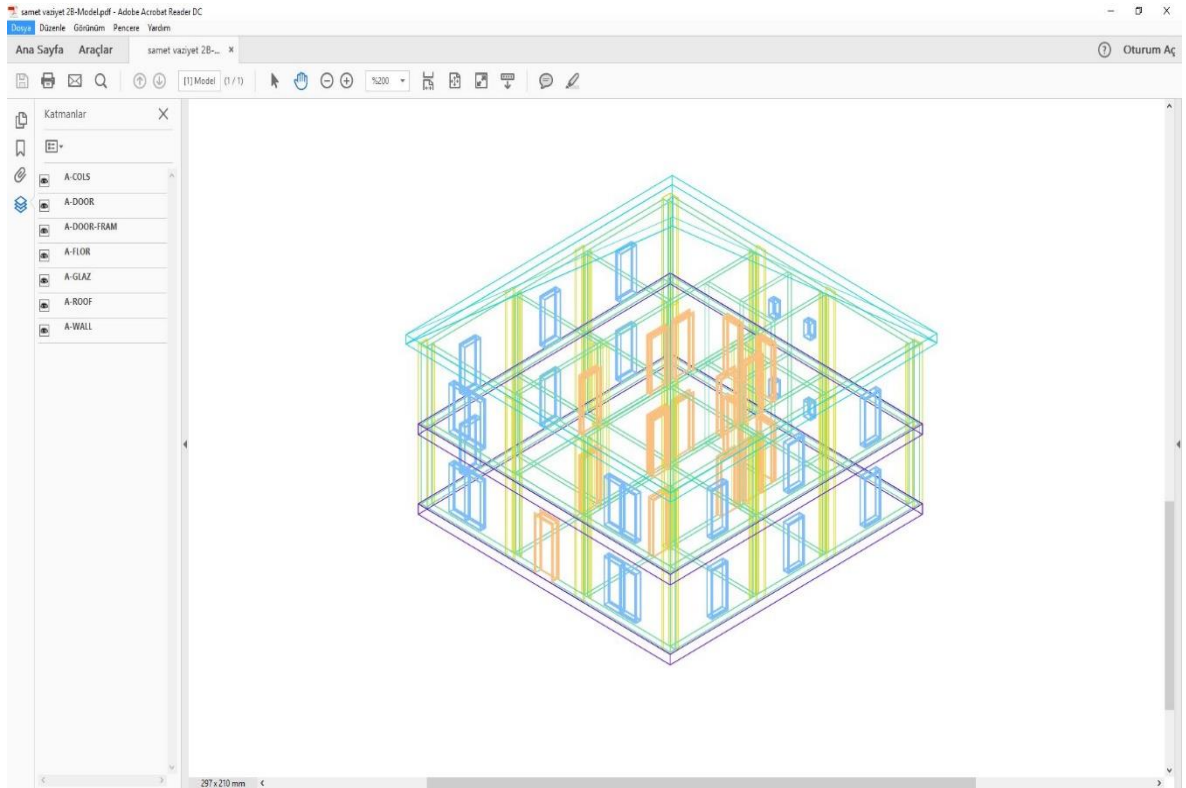 samet vaziyet 2B-Model.pdf - Adobe Acrobat Reader DC
Dosya Düzenle Görünüm Pencere Yardım
Ana Sayfa Araçlar samet vaziyet 2B-... × Oturum Aç
[1] Model (1 / 1) %200
Katmanlar
A-COLS
A-DOOR
A-DOOR-FRAM
A-FLOR
A-GLAZ
A-ROOF
A-WALL
297 x 210 mm